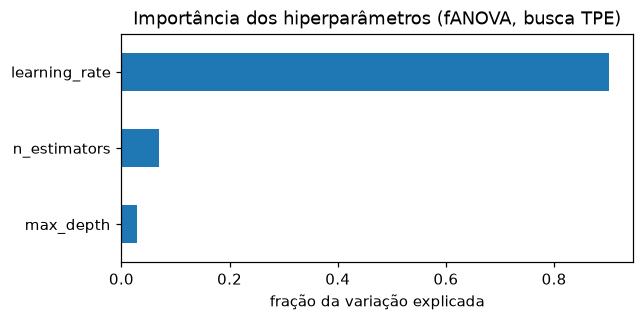 Importância dos hiperparâmetros (fANOVA, busca TPE)
learning_rate
n_estimators
max_depth
0.0 0.2 0.4 0.6 0.8
fração da variação explicada